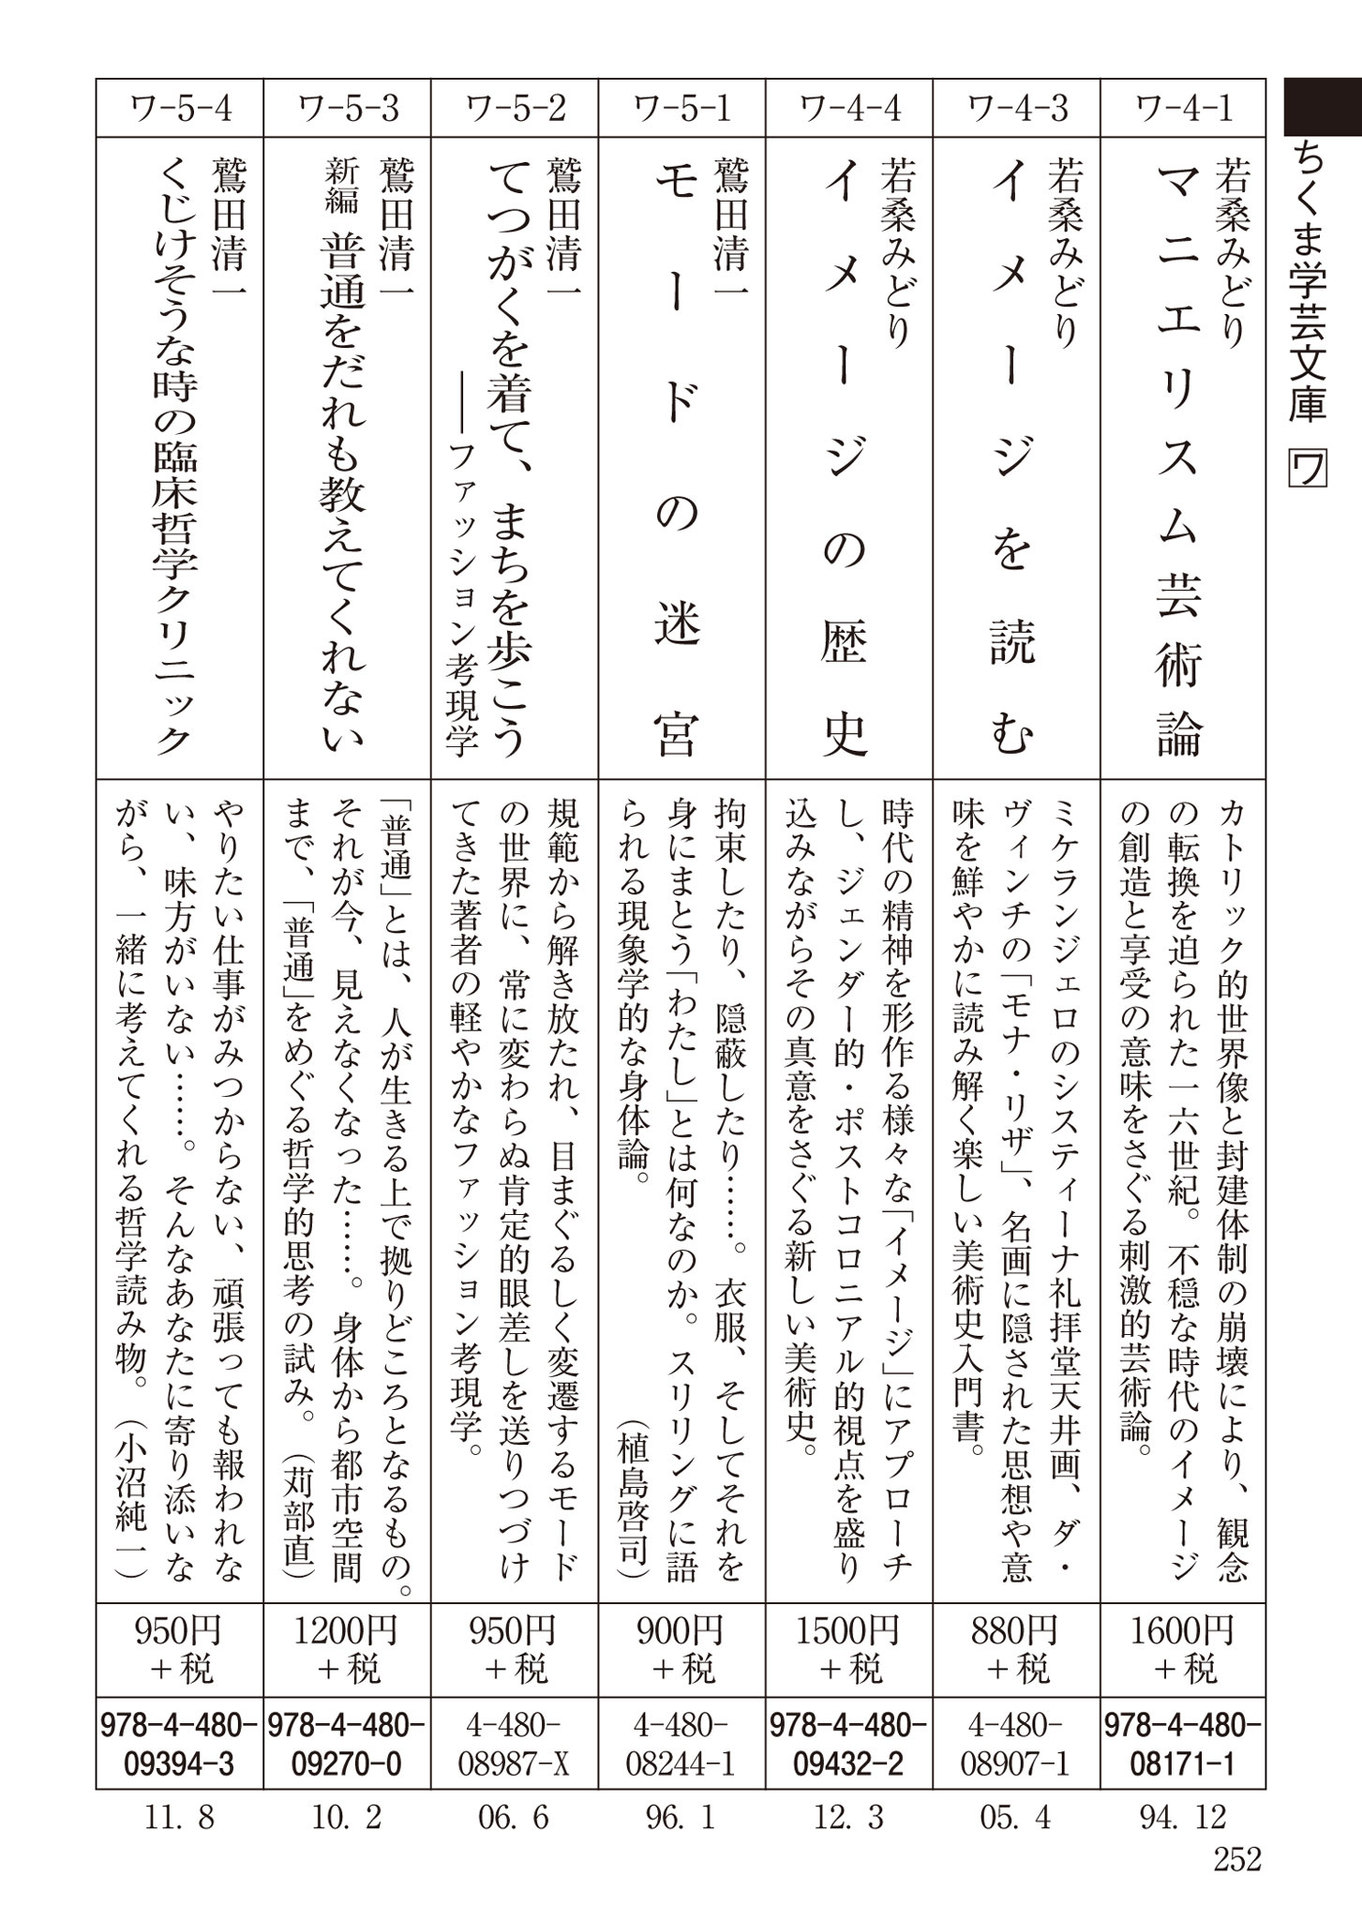 ちくま学芸文庫 ワ
ワ-4-1
若桑みどり
マニエリスム芸術論
カトリック的世界像と封建体制の崩壊により、観念
の転換を迫られた一六世紀。不穏な時代のイメージ
の創造と享受の意味をさぐる刺激的芸術論。
1600円
+税
978-4-480-
08171-1
94. 12
ワ-4-3
若桑みどり
イメージを読む
ミケランジェロのシスティーナ礼拝堂天井画、ダ・
ヴィンチの「モナ・リザ」、名画に隠された思想や意
味を鮮やかに読み解く楽しい美術史入門書。
880円
+税
4-480-
08907-1
05. 4
ワ-4-4
若桑みどり
イメージの歴史
時代の精神を形作る様々な「イメージ」にアプローチ
し、ジェンダー的・ポストコロニアル的視点を盛り
込みながらその真意をさぐる新しい美術史。
1500円
+税
978-4-480-
09432-2
12. 3
ワ-5-1
鷲田清一
モードの迷宮
拘束したり、隠蔽したり……。衣服、そしてそれを
身にまとう「わたし」とは何なのか。スリリングに語
られる現象学的な身体論。（植島啓司）
900円
+税
4-480-
08244-1
96. 1
ワ-5-2
鷲田清一
てつがくを着て、まちを歩こう
――ファッション考現学
規範から解き放たれ、目まぐるしく変遷するモード
の世界に、常に変わらぬ肯定的眼差しを送りつづけ
てきた著者の軽やかなファッション考現学。
950円
+税
4-480-
08987-X
06. 6
ワ-5-3
鷲田清一
新編 普通をだれも教えてくれない
「普通」とは、人が生きる上で拠りどころとなるもの。
それが今、見えなくなった……。身体から都市空間
まで、「普通」をめぐる哲学的思考の試み。（苅部直）
1200円
+税
978-4-480-
09270-0
10. 2
ワ-5-4
鷲田清一
くじけそうな時の臨床哲学クリニック
やりたい仕事がみつからない、頑張っても報われな
い、味方がいない……。そんなあなたに寄り添いな
がら、一緒に考えてくれる哲学読み物。（小沼純一）
950円
+税
978-4-480-
09394-3
11. 8
252